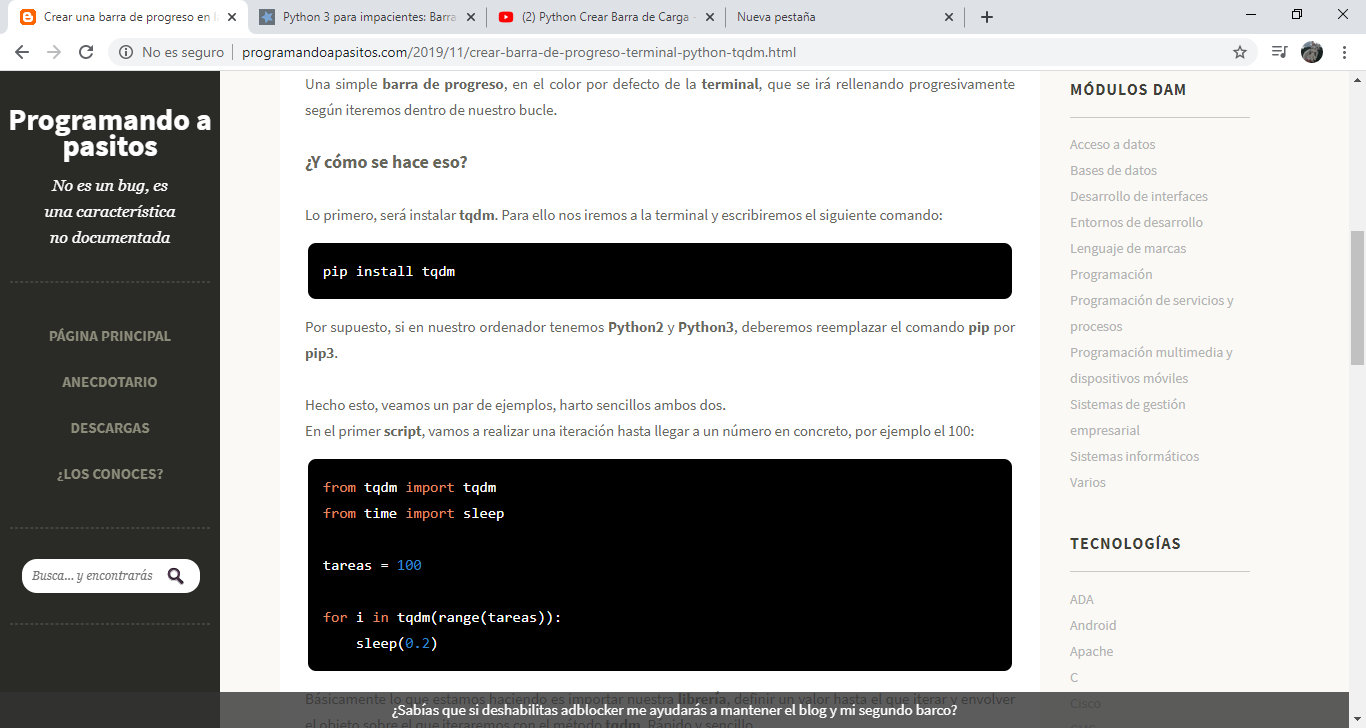 Crear una barra de progreso en l
Python 3 para impacientes: Barra
(2) Python Crear Barra de Carga -
Nueva pestaña
No es seguro
programandoapasitos.com/2019/11/crear-barra-de-progreso-terminal-python-tqdm.html
Programando a
pasitos
No es un bug, es
una característica
no documentada
PÁGINA PRINCIPAL
ANECDOTARIO
DESCARGAS
¿LOS CONOCES?
Busca... y encontrarás
Una simple barra de progreso, en el color por defecto de la terminal, que se irá rellenando progresivamente
según iteremos dentro de nuestro bucle.
¿Y cómo se hace eso?
Lo primero, será instalar tqdm. Para ello nos iremos a la terminal y escribiremos el siguiente comando:
pip install tqdm
Por supuesto, si en nuestro ordenador tenemos Python2 y Python3, deberemos reemplazar el comando pip por
pip3.
Hecho esto, veamos un par de ejemplos, harto sencillos ambos dos.
En el primer script, vamos a realizar una iteración hasta llegar a un número en concreto, por ejemplo el 100:
from tqdm import tqdm
from time import sleep
tareas = 100
for i in tqdm(range(tareas)):
    sleep(0.2)
Básicamente lo que estamos haciendo es importar nuestra librería, definir un valor hasta el que iterar y envolver
el objeto sobre el que iteraremos con el método tqdm. Rápido y sencillo.
¿Sabías que si deshabilitas adblocker me ayudarás a mantener el blog y mi segundo barco?
MÓDULOS DAM
Acceso a datos
Bases de datos
Desarrollo de interfaces
Entornos de desarrollo
Lenguaje de marcas
Programación
Programación de servicios y
procesos
Programación multimedia y
dispositivos móviles
Sistemas de gestión
empresarial
Sistemas informáticos
Varios
TECNOLOGÍAS
ADA
Android
Apache
C
Cisco